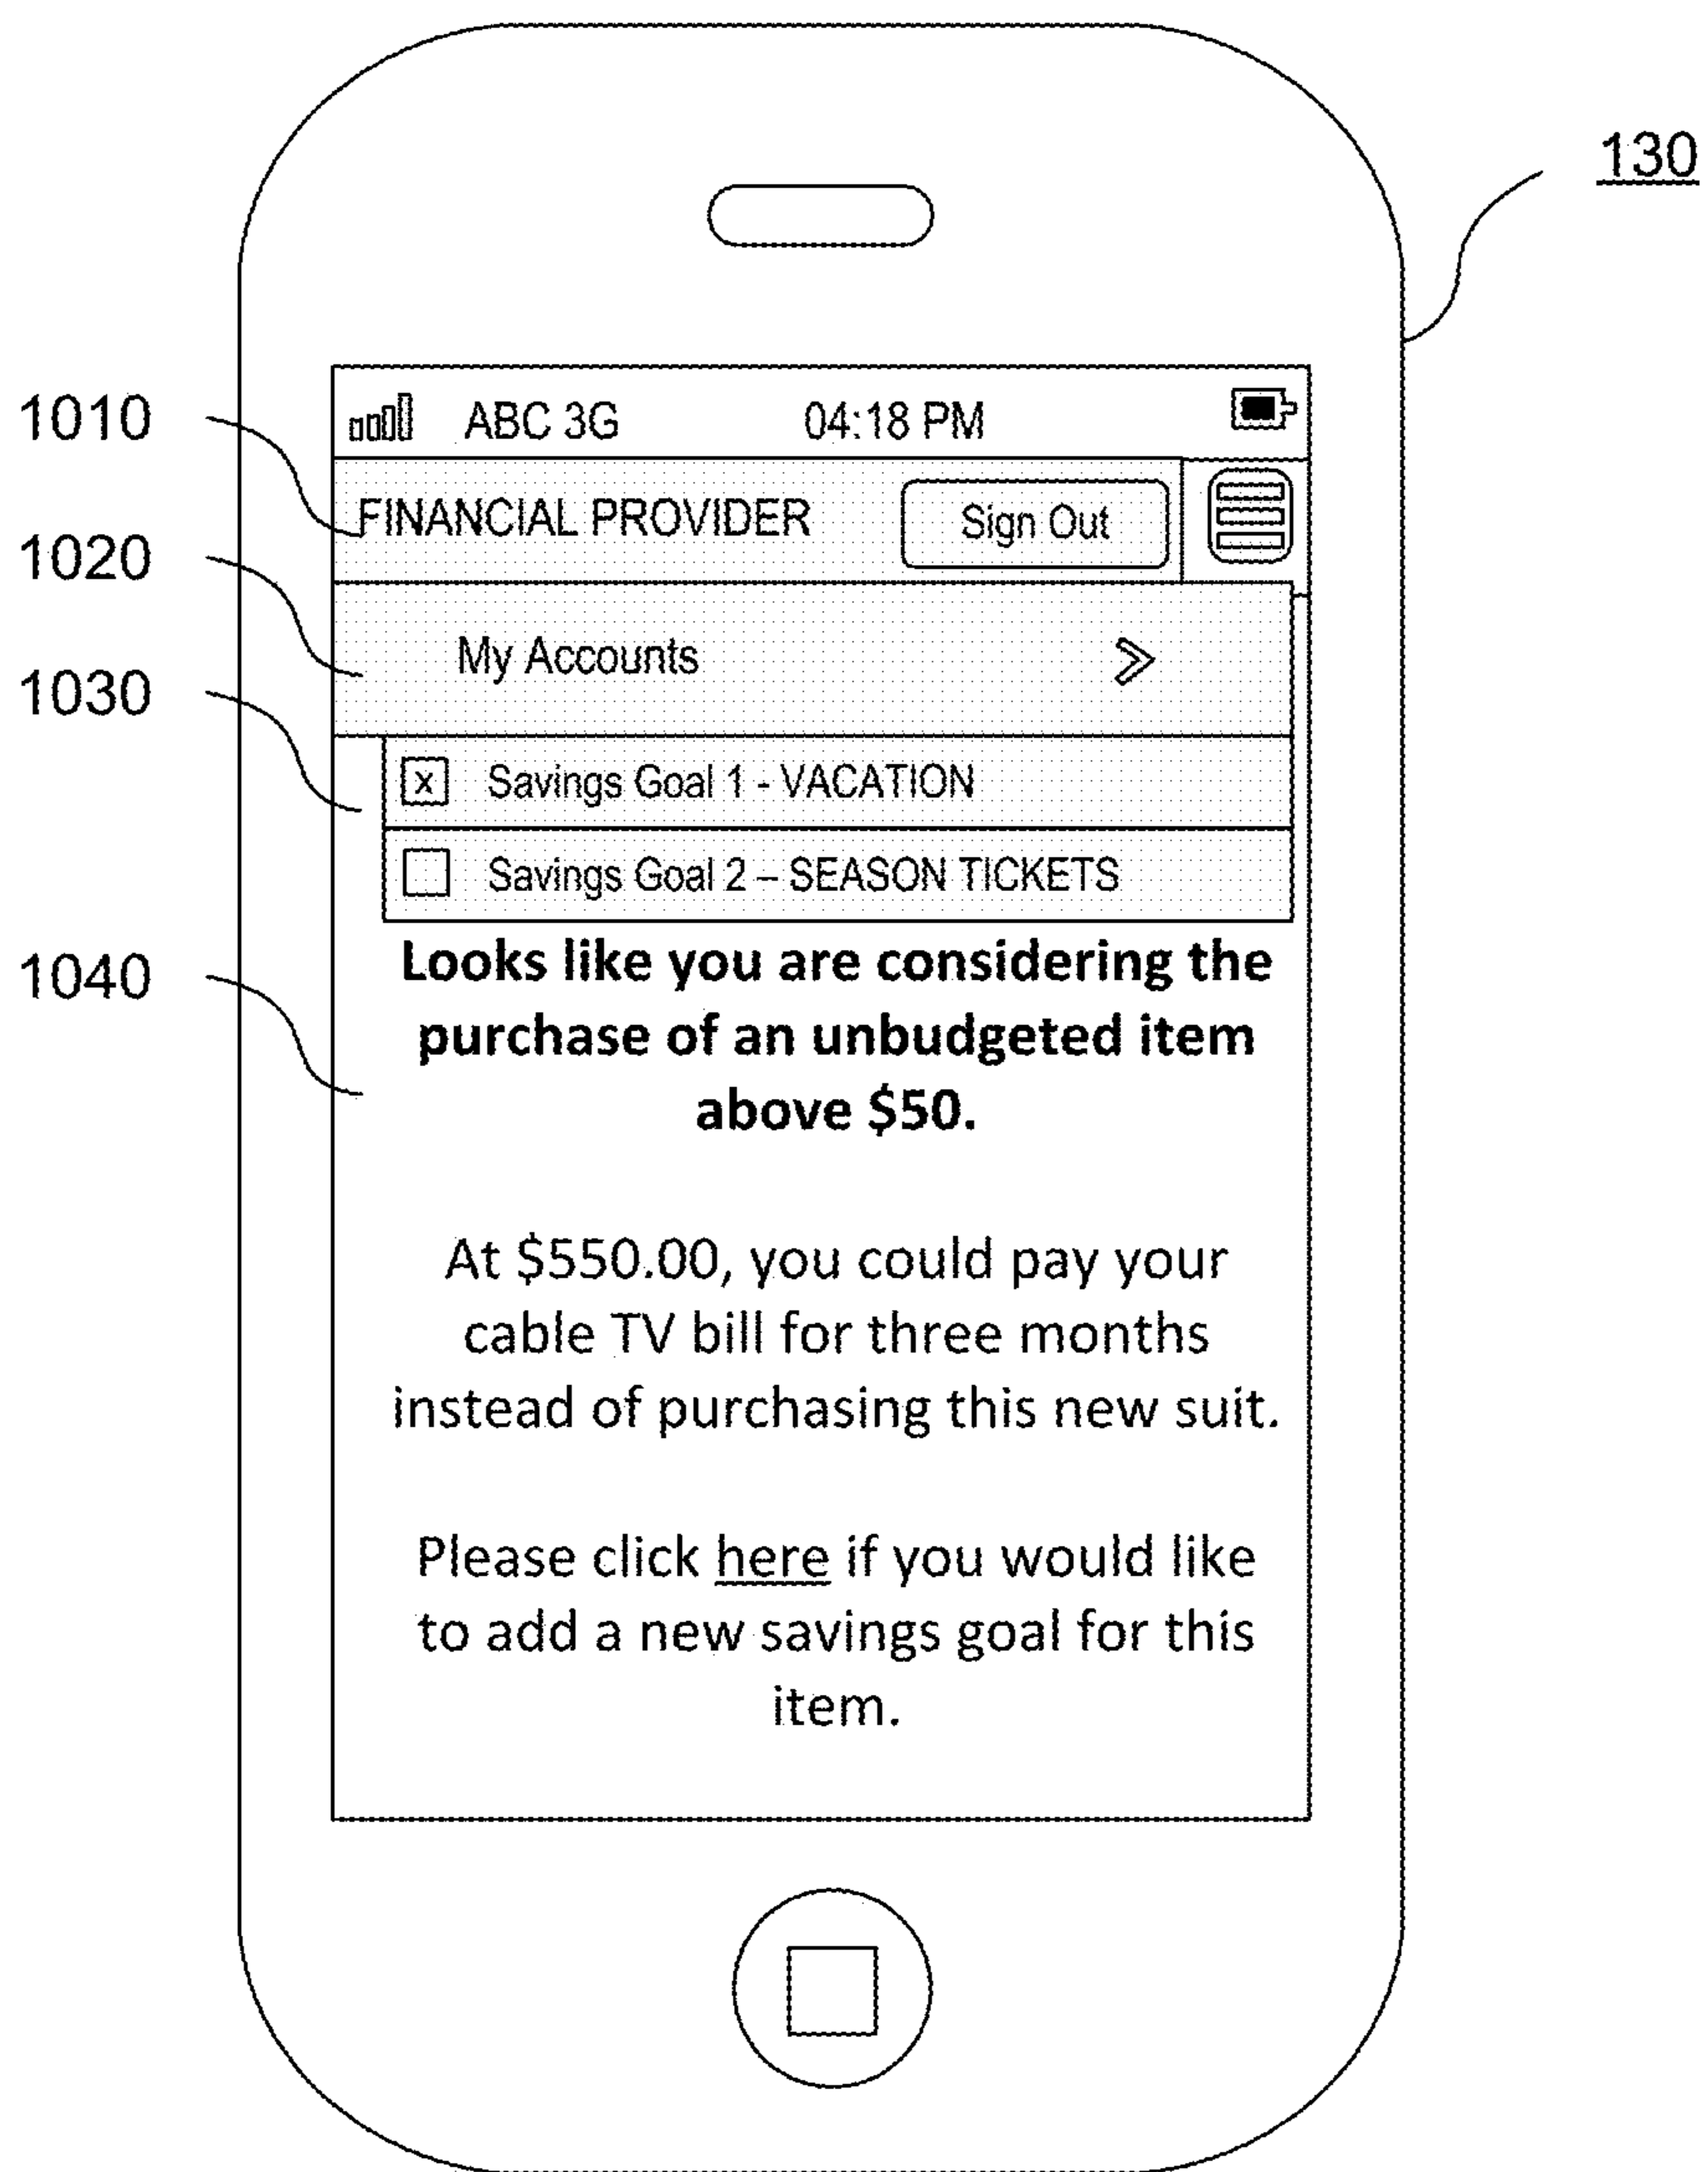 130
1010
ABC 3G 04:18 PM
FINANCIAL PROVIDER Sign Out
1020
My Accounts
1030
x Savings Goal 1 - VACATION
Savings Goal 2 – SEASON TICKETS
1040
Looks like you are considering the
purchase of an unbudgeted item
above $50.
At $550.00, you could pay your
cable TV bill for three months
instead of purchasing this new suit.
Please click here if you would like
to add a new savings goal for this
item.